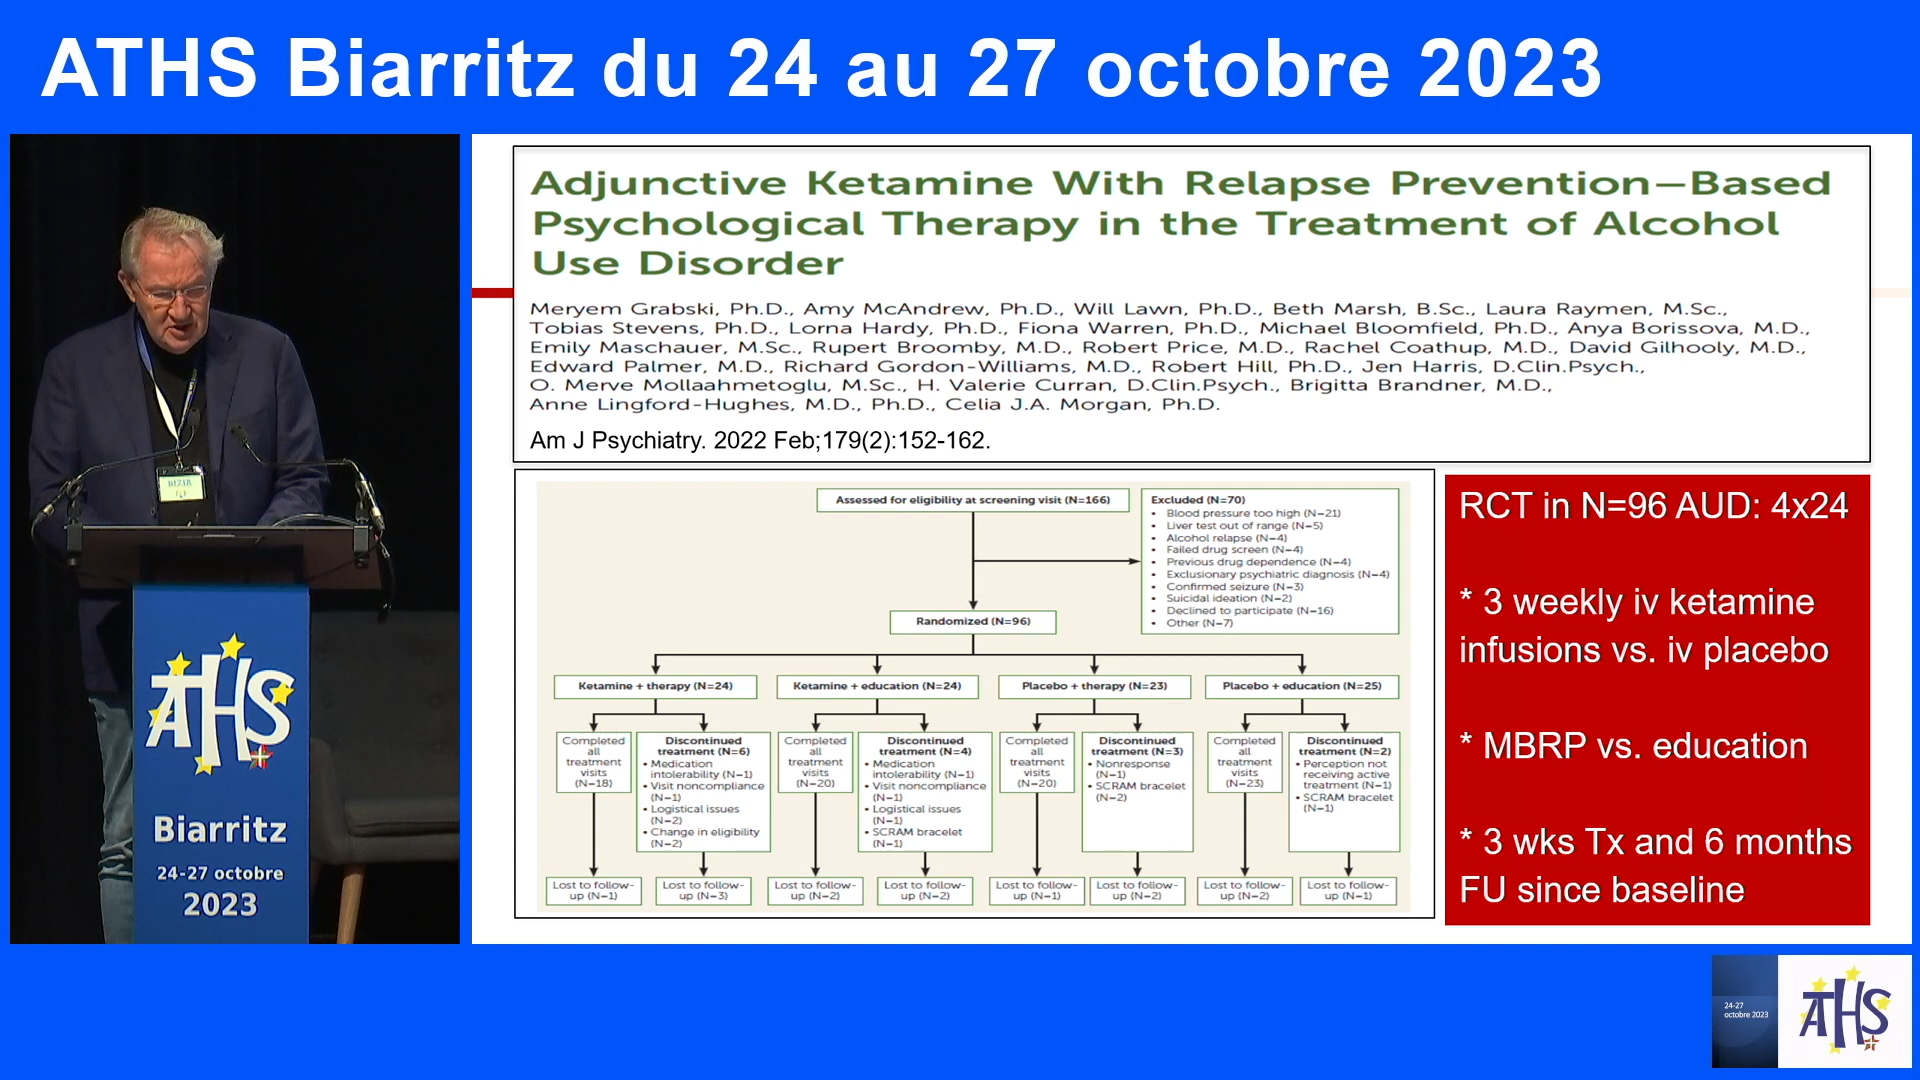 ATHS Biarritz du 24 au 27 octobre 2023
Adjunctive Ketamine With Relapse Prevention–Based
Psychological Therapy in the Treatment of Alcohol
Use Disorder
Meryem Grabski, Ph.D., Amy McAndrew, Ph.D., Will Lawn, Ph.D., Beth Marsh, B.Sc., Laura Raymen, M.Sc.,
Tobias Stevens, Ph.D., Lorna Hardy, Ph.D., Fiona Warren, Ph.D., Michael Bloomfield, Ph.D., Anya Borissova, M.D.,
Emily Maschauer, M.Sc., Rupert Broomby, M.D., Robert Price, M.D., Rachel Coathup, M.D., David Gilhooly, M.D.,
Edward Palmer, M.D., Richard Gordon-Williams, M.D., Robert Hill, Ph.D., Jen Harris, D.Clin.Psych.,
O. Merve Mollaahmetoglu, M.Sc., H. Valerie Curran, D.Clin.Psych., Brigitta Brandner, M.D.,
Anne Lingford-Hughes, M.D., Ph.D., Celia J.A. Morgan, Ph.D.
Am J Psychiatry. 2022 Feb;179(2):152-162.
Assessed for eligibility at screening visit (N=166)
Excluded (N=70)
• Blood pressure too high (N=21)
• Liver test out of range (N=5)
• Alcohol relapse (N=4)
• Failed drug screen (N=4)
• Previous drug dependence (N=4)
• Exclusionary psychiatric diagnosis (N=4)
• Confirmed seizure (N=3)
• Suicidal ideation (N=2)
• Declined to participate (N=16)
• Other (N=7)
Randomized (N=96)
Ketamine + therapy (N=24)
Ketamine + education (N=24)
Placebo + therapy (N=23)
Placebo + education (N=25)
Completed
all
treatment
visits
(N=18)
Discontinued
treatment (N=6)
• Medication
intolerability (N=1)
• Visit noncompliance
(N=1)
• Logistical issues
(N=2)
• Change in eligibility
(N=2)
Completed
all
treatment
visits
(N=20)
Discontinued
treatment (N=4)
• Medication
intolerability (N=1)
• Visit noncompliance
(N=1)
• Logistical issues
(N=1)
• SCRAM bracelet
(N=1)
Completed
all
treatment
visits
(N=20)
Discontinued
treatment (N=3)
• Nonresponse
(N=1)
• SCRAM bracelet
(N=2)
Completed
all
treatment
visits
(N=23)
Discontinued
treatment (N=2)
• Perception not
receiving active
treatment (N=1)
• SCRAM bracelet
(N=1)
Lost to follow-
up (N=1)
Lost to follow-
up (N=3)
Lost to follow-
up (N=2)
Lost to follow-
up (N=2)
Lost to follow-
up (N=1)
Lost to follow-
up (N=2)
Lost to follow-
up (N=2)
Lost to follow-
up (N=1)
RCT in N=96 AUD: 4x24
* 3 weekly iv ketamine
infusions vs. iv placebo
* MBRP vs. education
* 3 wks Tx and 6 months
FU since baseline
ATHS
Biarritz
24-27 octobre
2023
24-27
octobre 2023
ATHS